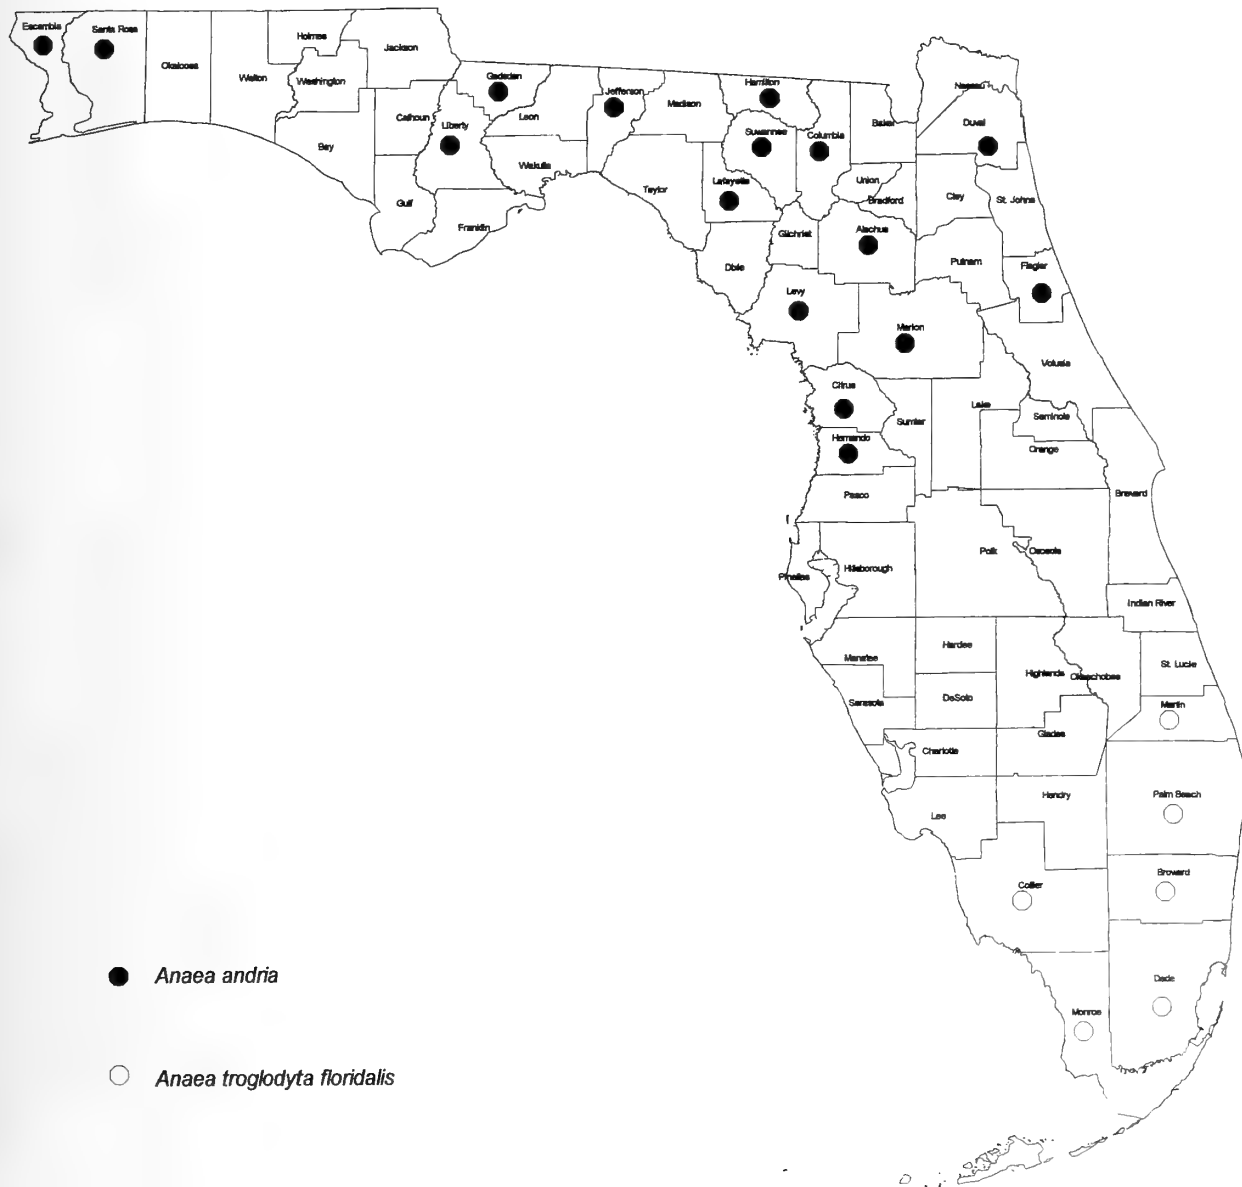 Escambia
Santa Rosa
Okaloosa
Walton
Holmes
Washington
Jackson
Bay
Calhoun
Gulf
Liberty
Gadsden
Leon
Wakulla
Franklin
Jefferson
Madison
Taylor
Hamilton
Suwannee
Lafayette
Dixie
Columbia
Baker
Nassau
Duval
Union
Bradford
Clay
St. Johns
Gilchrist
Alachua
Putnam
Flagler
Levy
Marion
Volusia
Citrus
Sumter
Lake
Seminole
Orange
Hernando
Pasco
Brevard
Pinellas
Hillsborough
Polk
Osceola
Indian River
Manatee
Hardee
Highlands
Okeechobee
St. Lucie
Sarasota
DeSoto
Martin
Charlotte
Glades
Lee
Hendry
Palm Beach
Collier
Broward
Monroe
Dade
Anaea andria
Anaea troglodyta floridalis